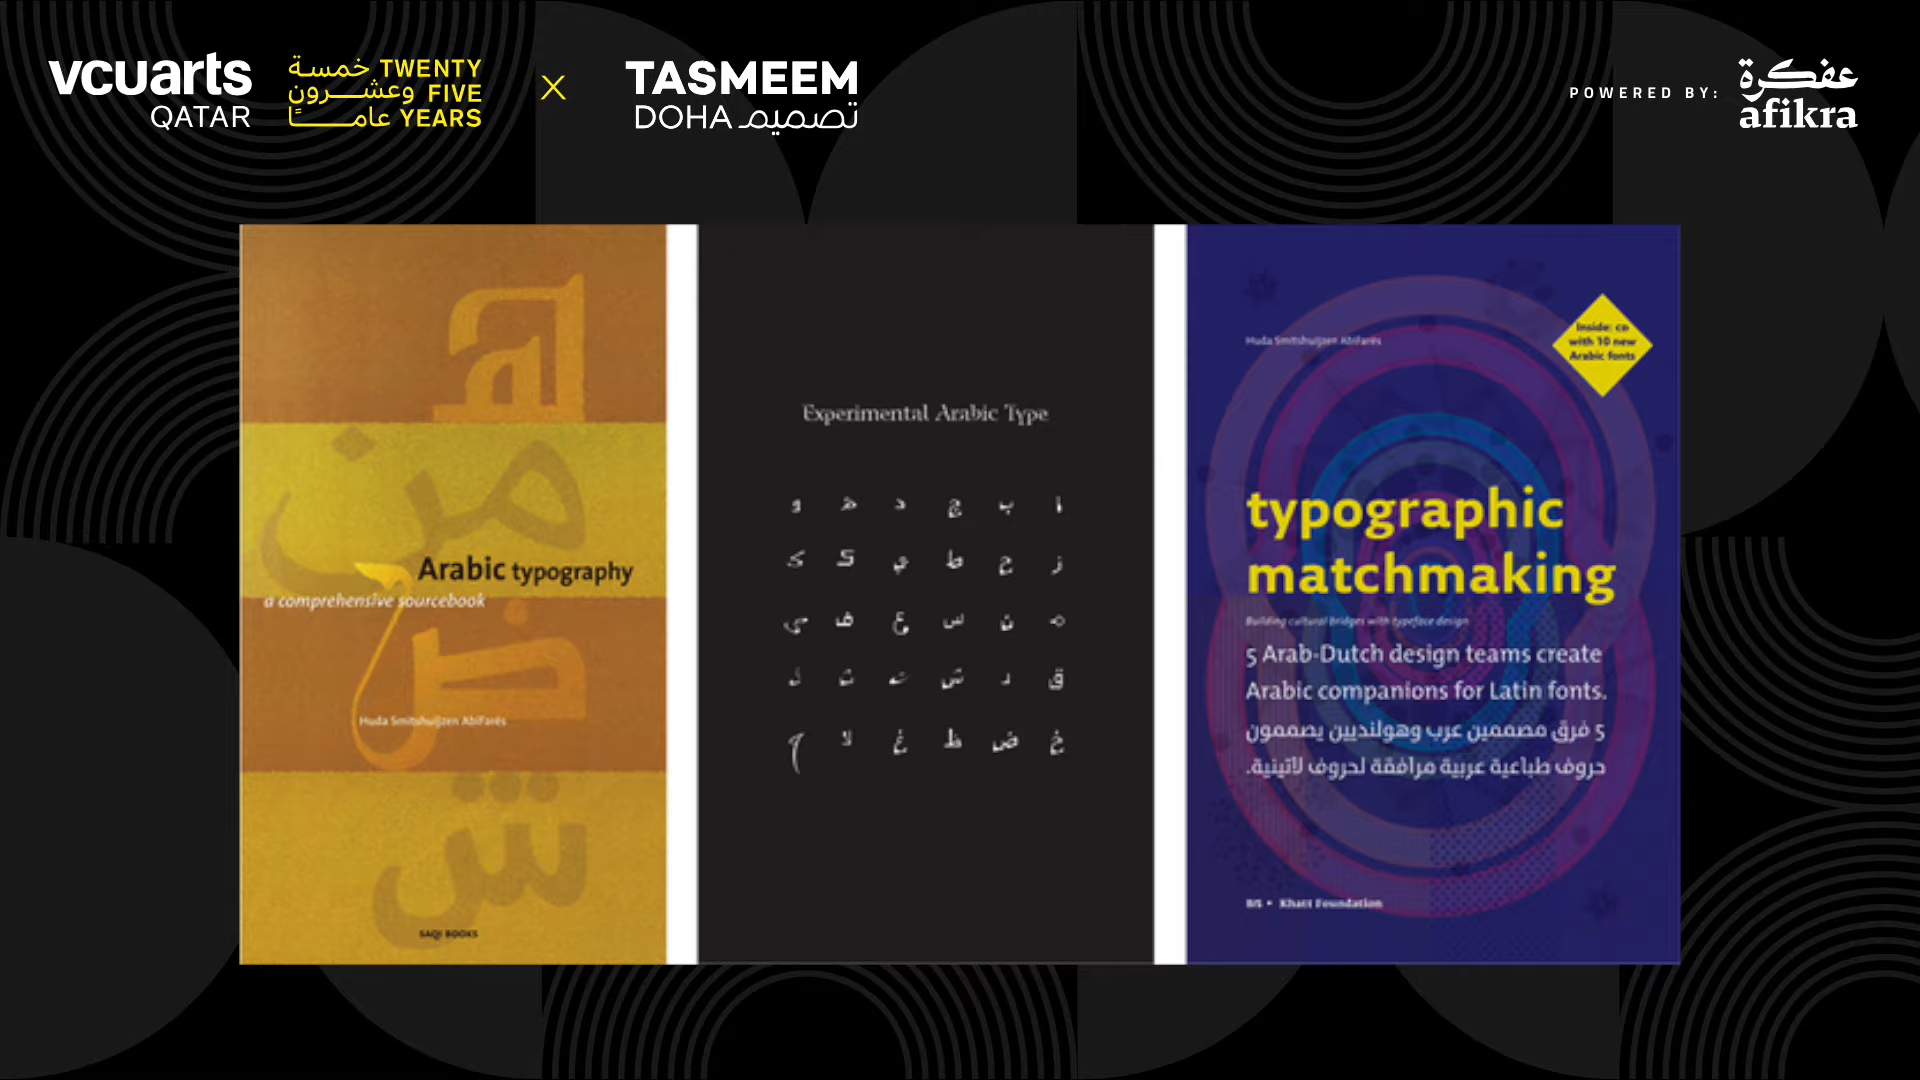 vcuarts
QATAR
خمسة TWENTY
وعشرون FIVE
عامًا YEARS
X
TASMEEM
DOHA تصميم
POWERED BY:
عفكرة
afikra
Arabic typography
a comprehensive sourcebook
من
ض
Huda Smitshuijzen AbiFarès
ش
SAQI BOOKS
Experimental Arabic Type
ا ب چ د ھ و
ز ح ط ي ک ك
م ن س ع ف ص
ق ر ش ت ث ذ
خ ض ظ غ لا
Huda Smitshuijzen AbiFarès
Inside: cd
with 10 new
Arabic fonts
typographic
matchmaking
Building cultural bridges with typeface design
5 Arab-Dutch design teams create
Arabic companions for Latin fonts.
5 فرق مصممين عرب وهولنديين يصممون
حروف طباعية عربية مرافقة لحروف لاتينية.
BIS • Khatt Foundation